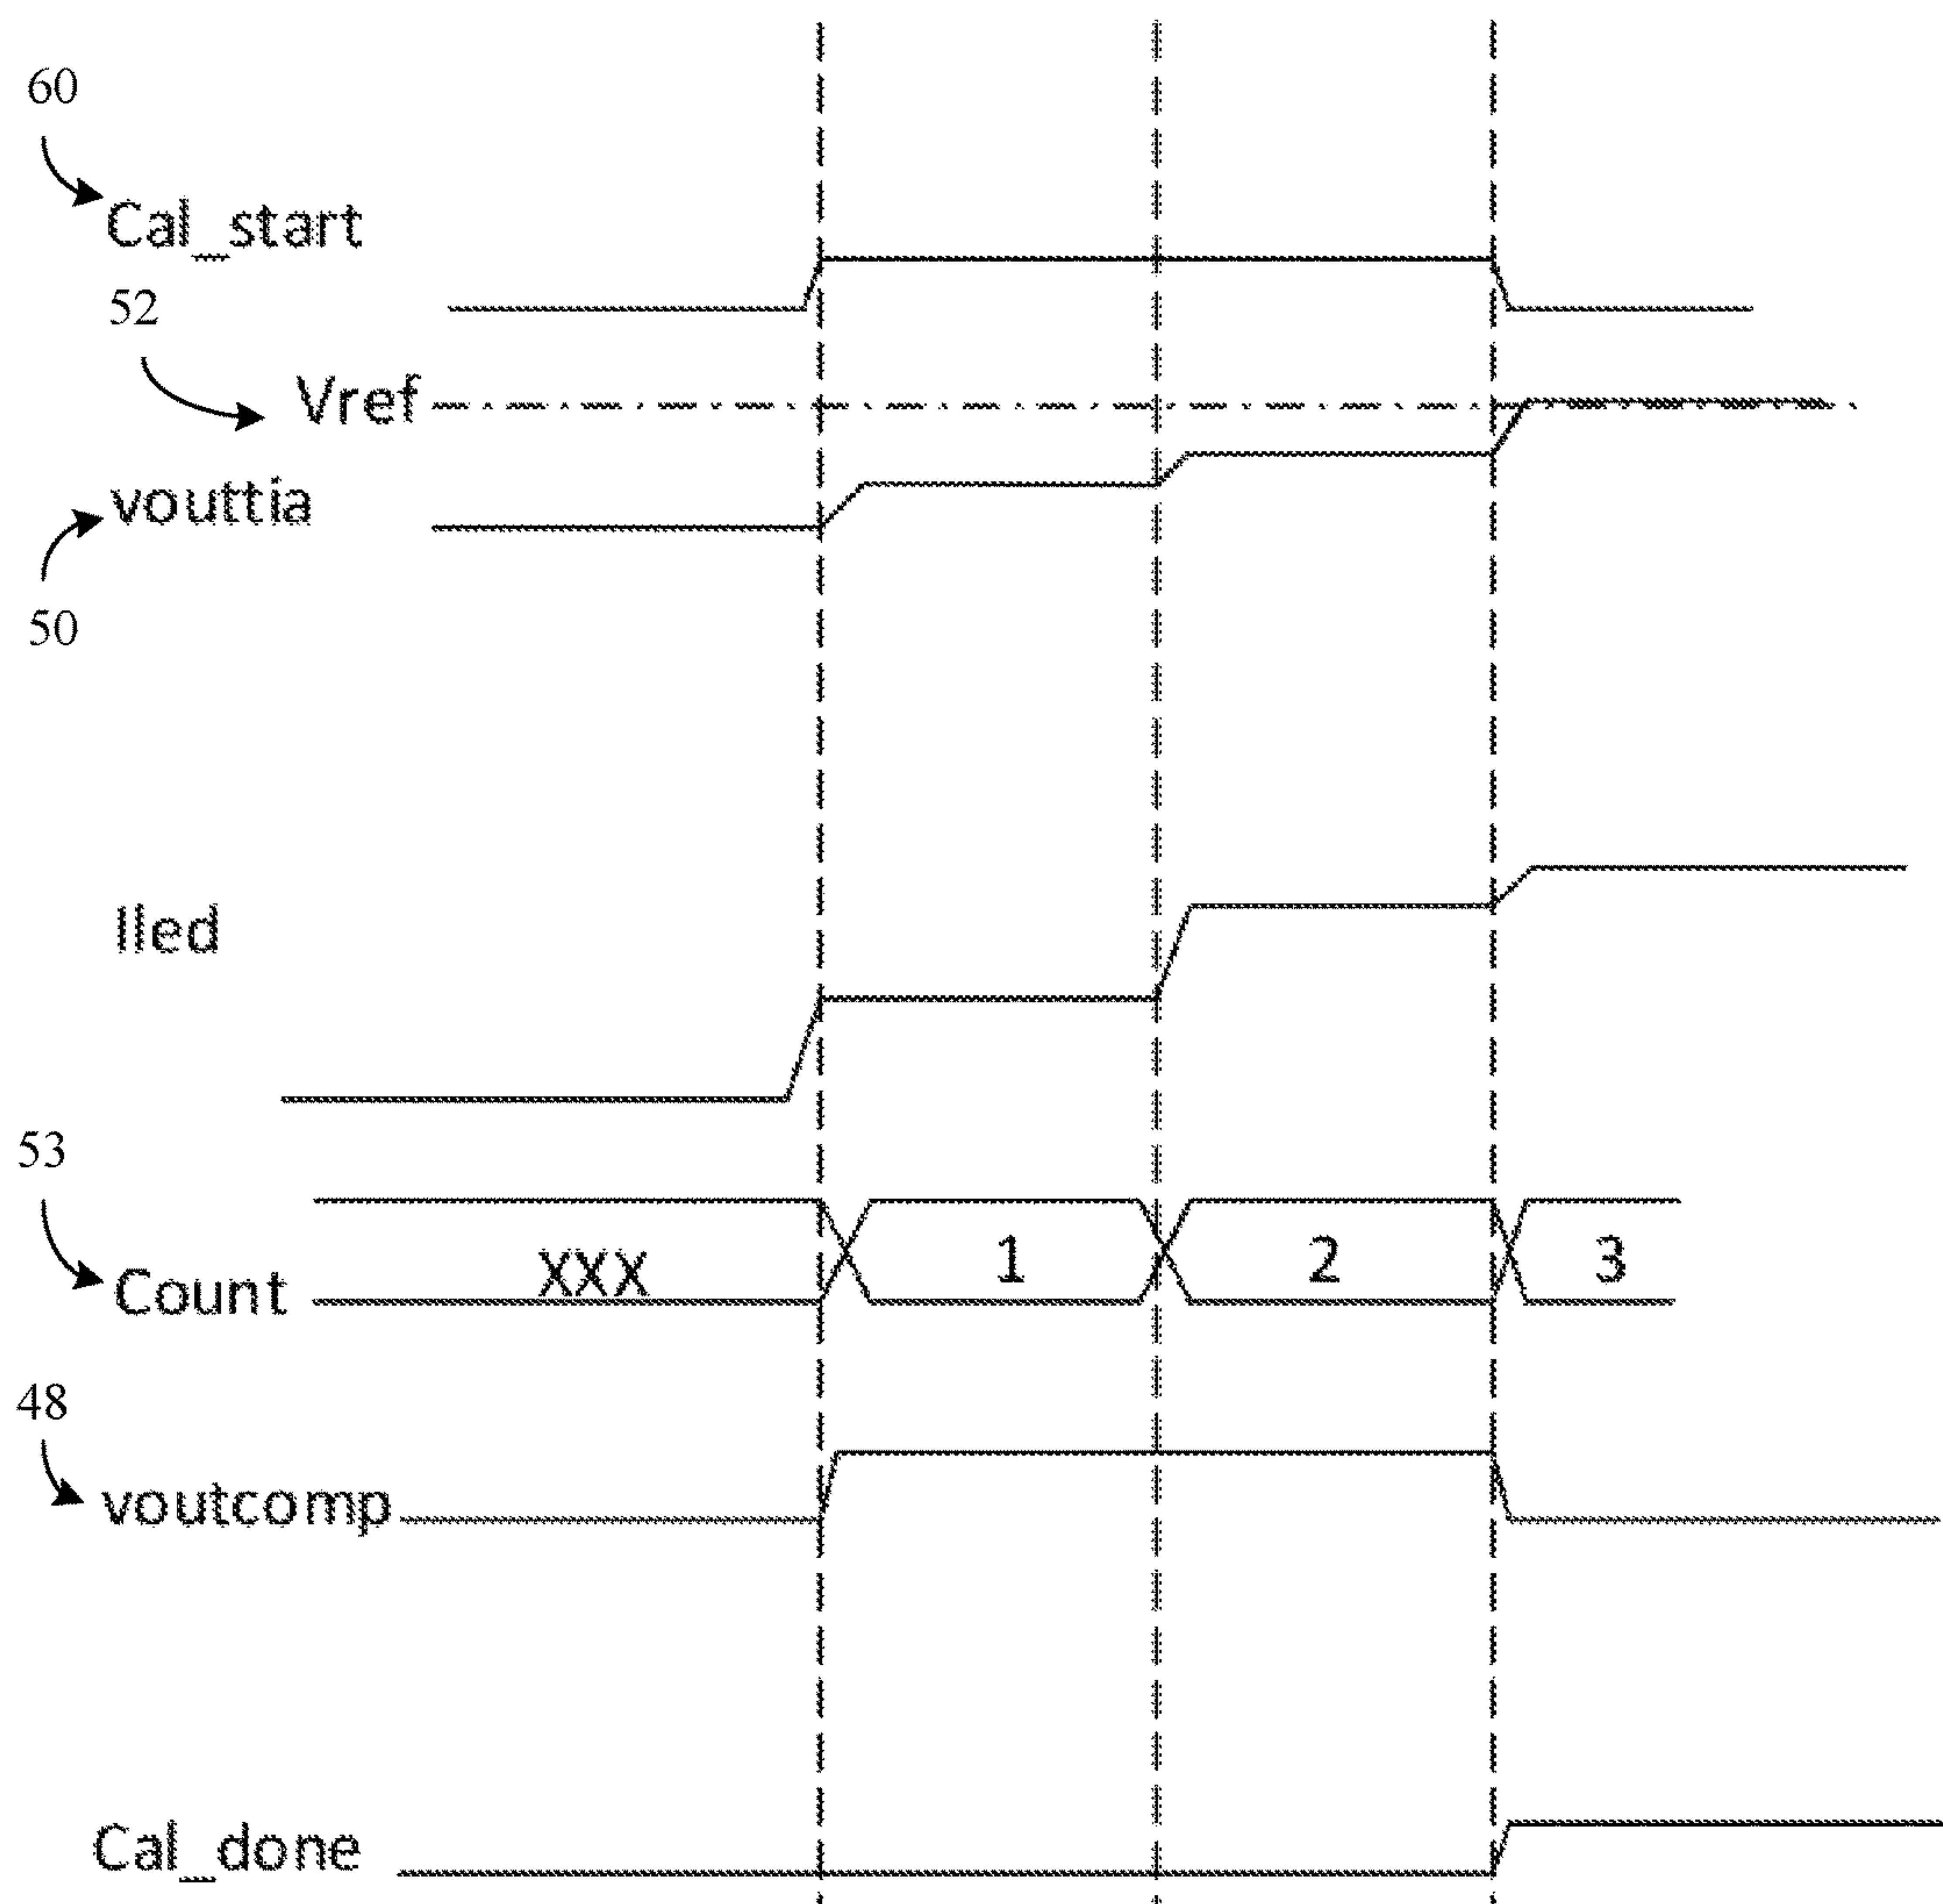 60
Cal_start
52
Vref
vouttia
50
Iled
53
Count
XXX 1 2 3
48
voutcomp
Cal_done